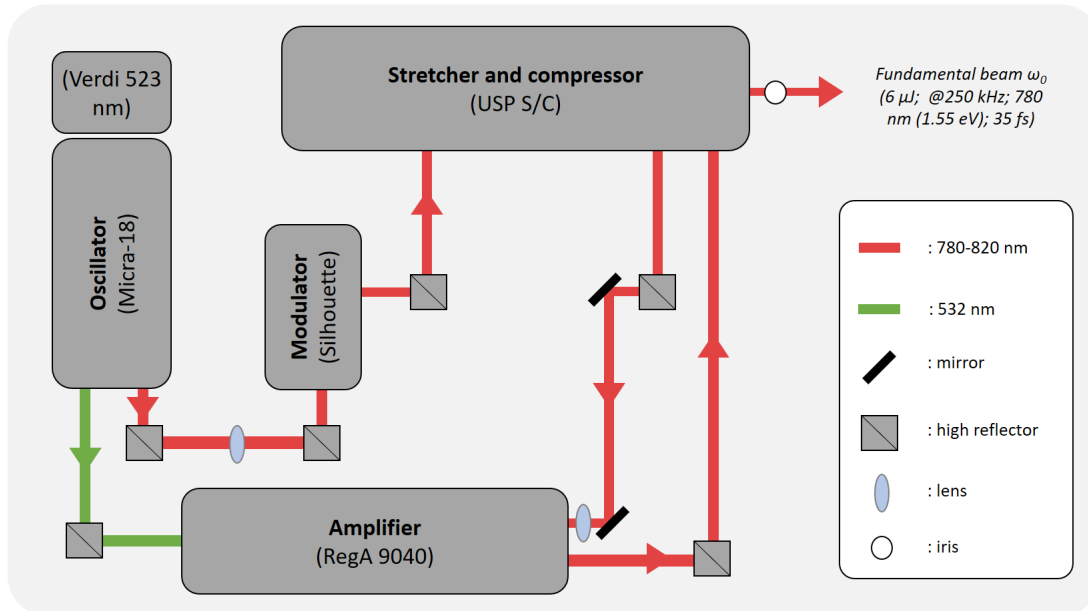 (Verdi 523
nm)
Oscillator
(Micra-18)
Modulator
(Silhouette)
Stretcher and compressor
(USP S/C)
Fundamental beam ω₀
(6 µJ; @250 kHz; 780
nm (1.55 eV); 35 fs)
Amplifier
(RegA 9040)
: 780-820 nm
: 532 nm
: mirror
: high reflector
: lens
: iris